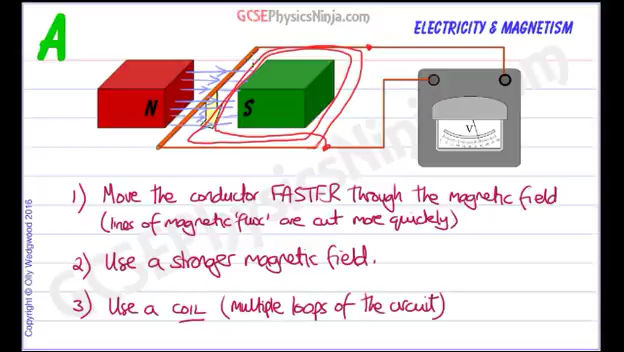 GCSEPhysicsNinja.com
A
ELECTRICITY & MAGNETISM
N
S
V
1) Move the conductor FASTER through the magnetic field
(lines of 'magnetic flux' are cut more quickly)
2) Use a stronger magnetic field.
3) Use a COIL (multiple loops of the circuit)
Copyright © Olly Wedgwood 2016
GCSEPhysicsNinja.com